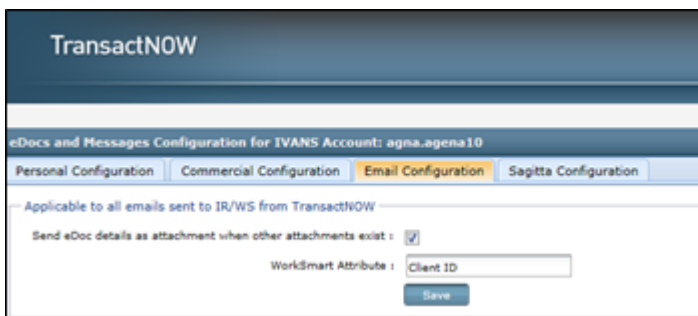 TransactNOW
eDocs and Messages Configuration for IVANS Account: agna.agena10
Personal Configuration Commercial Configuration Email Configuration Sagitta Configuration
Applicable to all emails sent to IR/WS from TransactNOW
Send eDoc details as attachment when other attachments exist :
WorkSmart Attribute : Client ID
Save